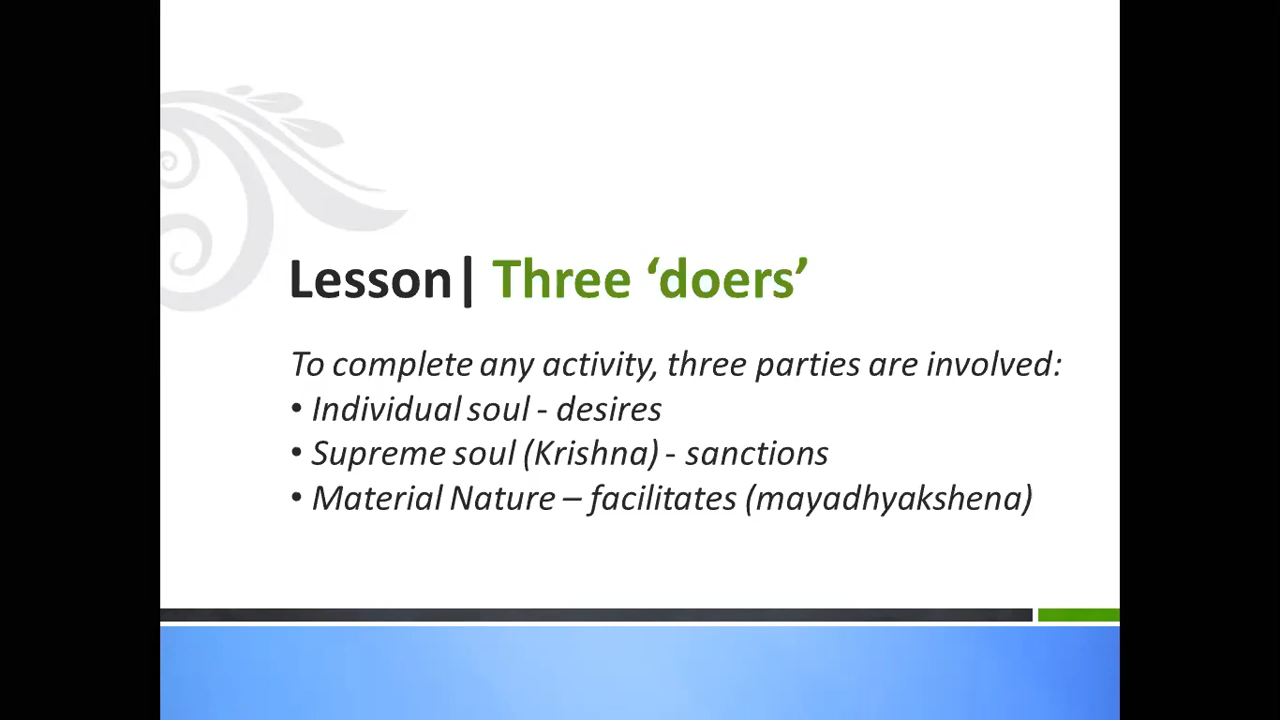 Lesson| Three ‘doers’
To complete any activity, three parties are involved:
• Individual soul - desires
• Supreme soul (Krishna) - sanctions
• Material Nature – facilitates (mayadhyakshena)